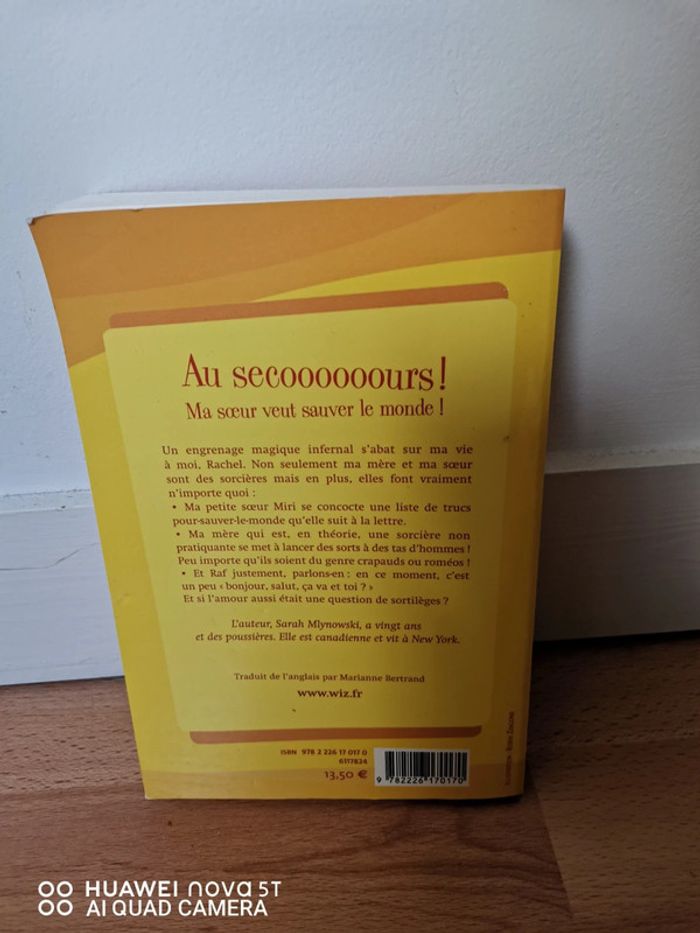 Au secoooooours !
Ma sœur veut sauver le monde !
Un engrenage magique infernal s'abat sur ma vie
à moi, Rachel. Non seulement ma mère et ma sœur
sont des sorcières mais en plus, elles font vraiment
n'importe quoi :
• Ma petite sœur Miri se concocte une liste de trucs
pour-sauver-le-monde qu'elle suit à la lettre.
• Ma mère qui est, en théorie, une sorcière non
pratiquante se met à lancer des sorts à des tas d'hommes !
Peu importe qu'ils soient du genre crapauds ou roméos !
• Et Raf justement, parlons-en : en ce moment, c'est
un peu « bonjour, salut, ça va et toi ? »
Et si l'amour aussi était une question de sortilèges ?
L'auteur, Sarah Mlynowski, a vingt ans
et des poussières. Elle est canadienne et vit à New York.
Traduit de l'anglais par Marianne Bertrand
www.wiz.fr
ISBN 978 2 226 17 017 0
6117824
13,50 €
9 782226 170170
HUAWEI nova 5T
AI QUAD CAMERA